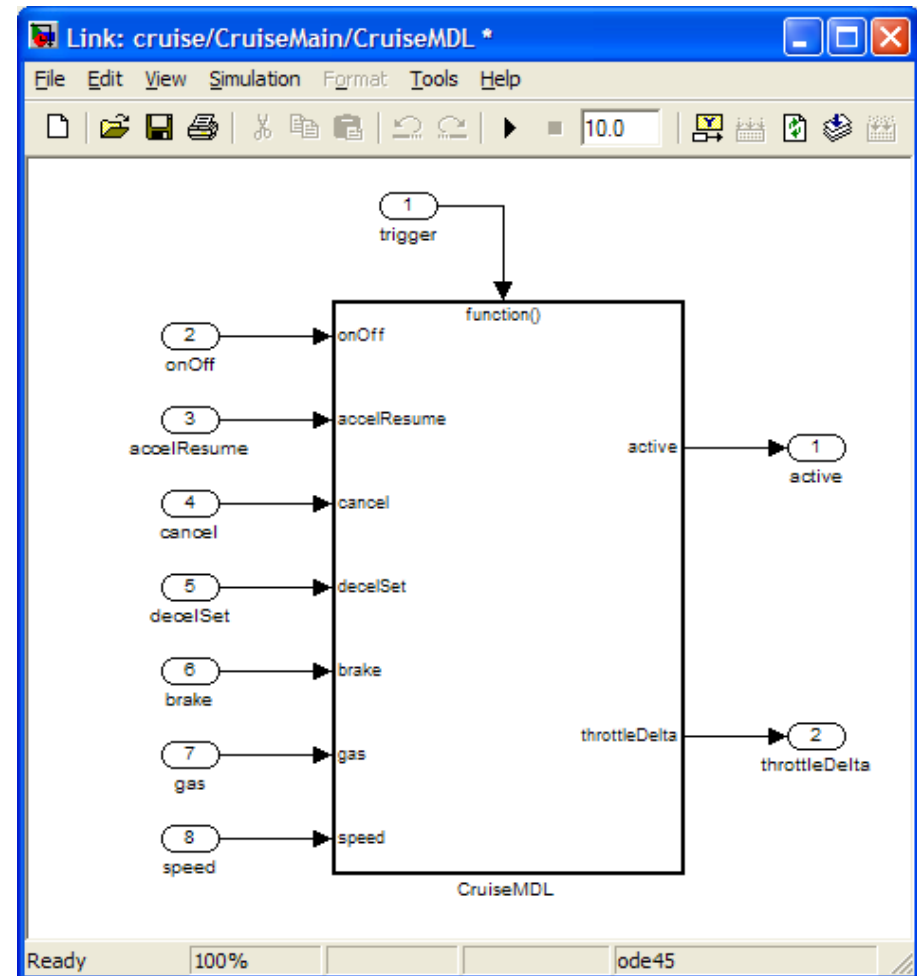 Link: cruise/CruiseMain/CruiseMDL *
File Edit View Simulation Format Tools Help
10.0
1
trigger
function()
2
onOff
onOff
3
accelResume
accelResume
active
1
active
4
cancel
cancel
5
decelSet
decelSet
6
brake
brake
throttleDelta
2
throttleDelta
7
gas
gas
8
speed
speed
CruiseMDL
Ready 100% ode45